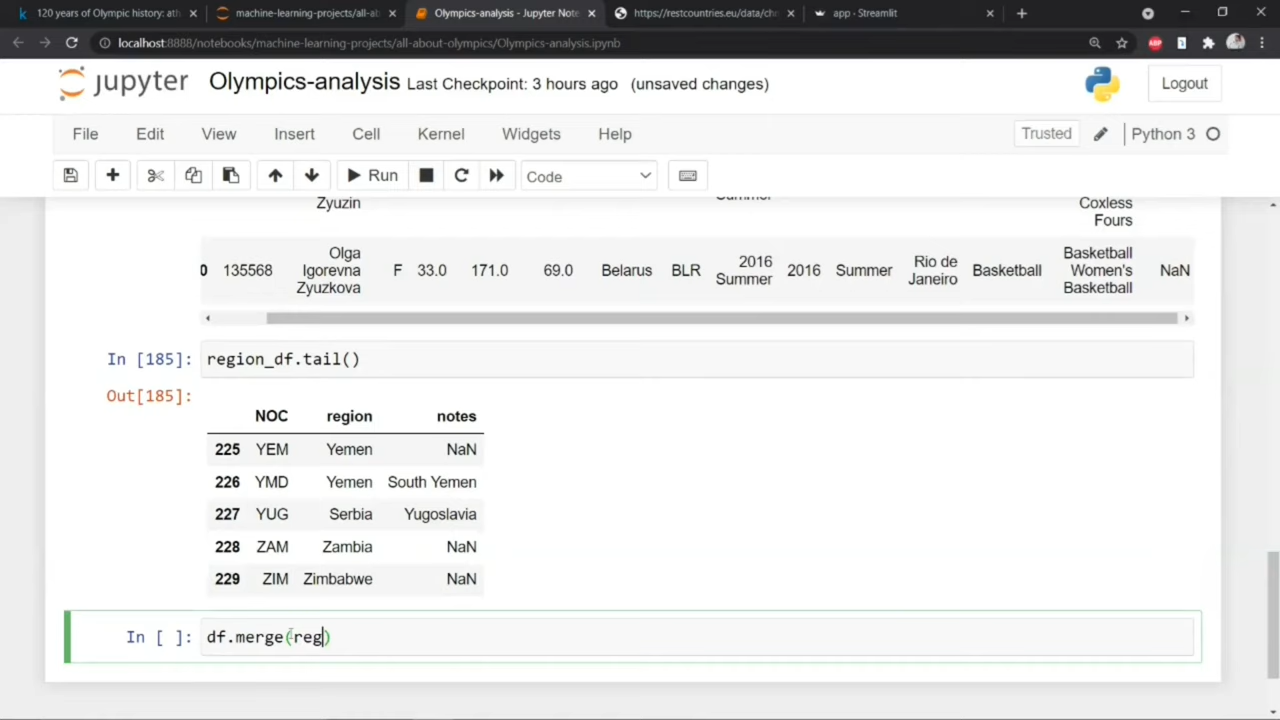 120 years of Olympic history: ath
machine-learning-projects/all-ab
Olympics-analysis - Jupyter Note
https://restcountries.eu/data/ch
app · Streamlit
localhost:8888/notebooks/machine-learning-projects/all-about-olympics/Olympics-analysis.ipynb
jupyter Olympics-analysis Last Checkpoint: 3 hours ago (unsaved changes)
Logout
File Edit View Insert Cell Kernel Widgets Help
Trusted Python 3
Run Code
Zyuzin Summer Coxless
Fours
0 135568 Olga Igorevna Zyuzkova F 33.0 171.0 69.0 Belarus BLR 2016 Summer 2016 Summer Rio de Janeiro Basketball Basketball Women's Basketball NaN
In [185]: region_df.tail()
Out[185]:
NOC region notes
225 YEM Yemen NaN
226 YMD Yemen South Yemen
227 YUG Serbia Yugoslavia
228 ZAM Zambia NaN
229 ZIM Zimbabwe NaN
In [ ]: df.merge(reg)